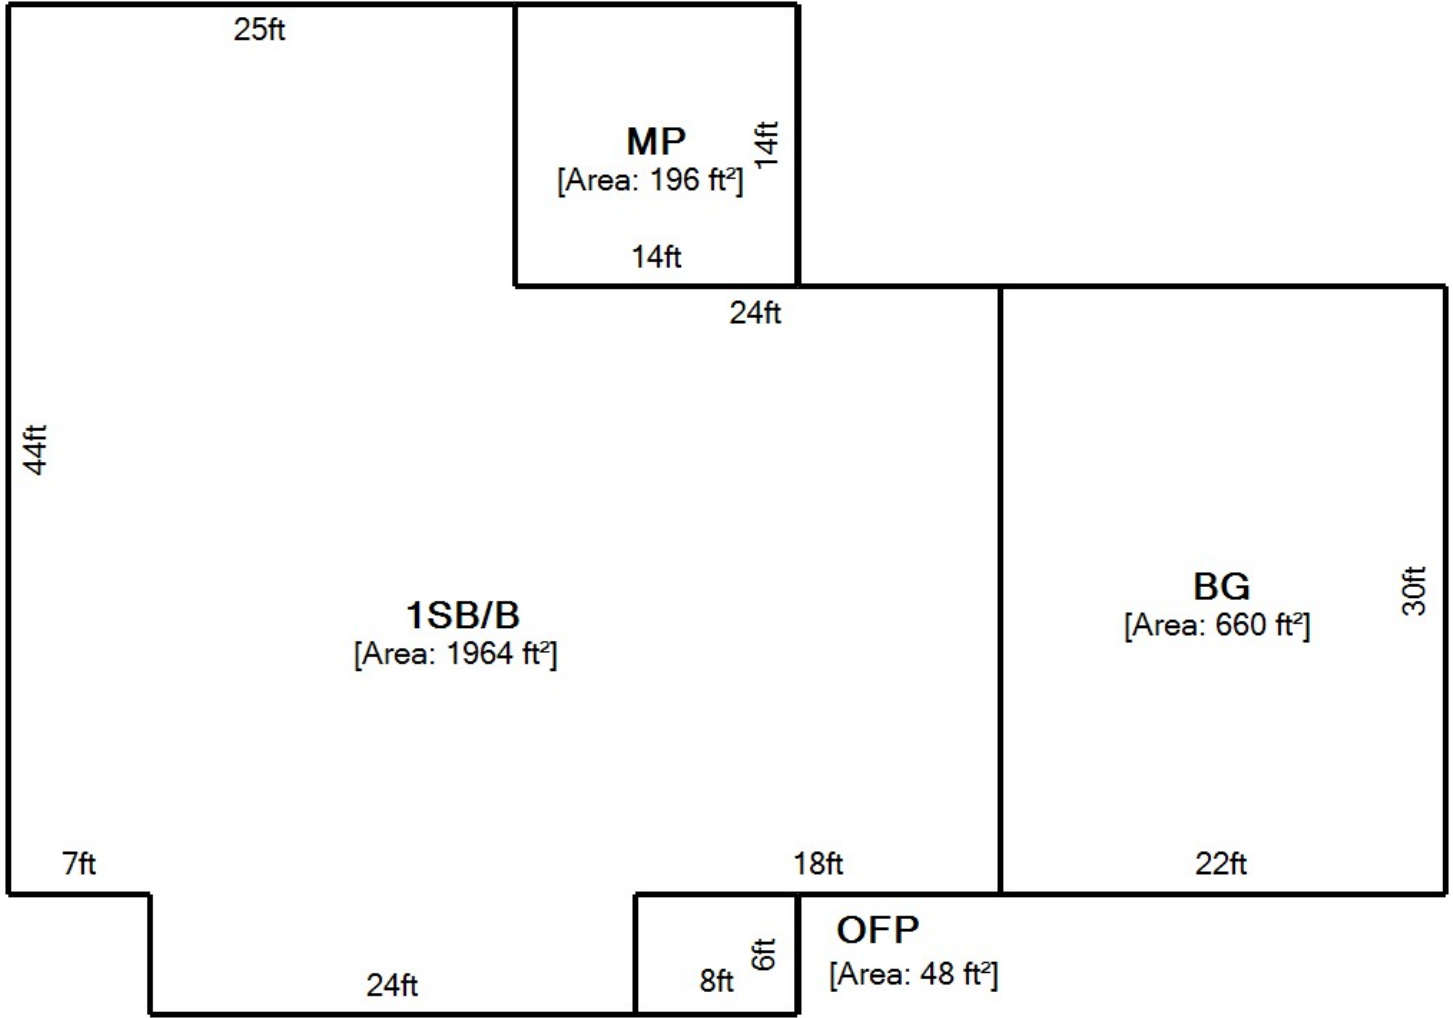 25ft
MP
[Area: 196 ft²]
14ft
14ft
24ft
44ft
1SB/B
[Area: 1964 ft²]
BG
[Area: 660 ft²]
30ft
7ft
18ft
22ft
OFP
[Area: 48 ft²]
6ft
8ft
24ft